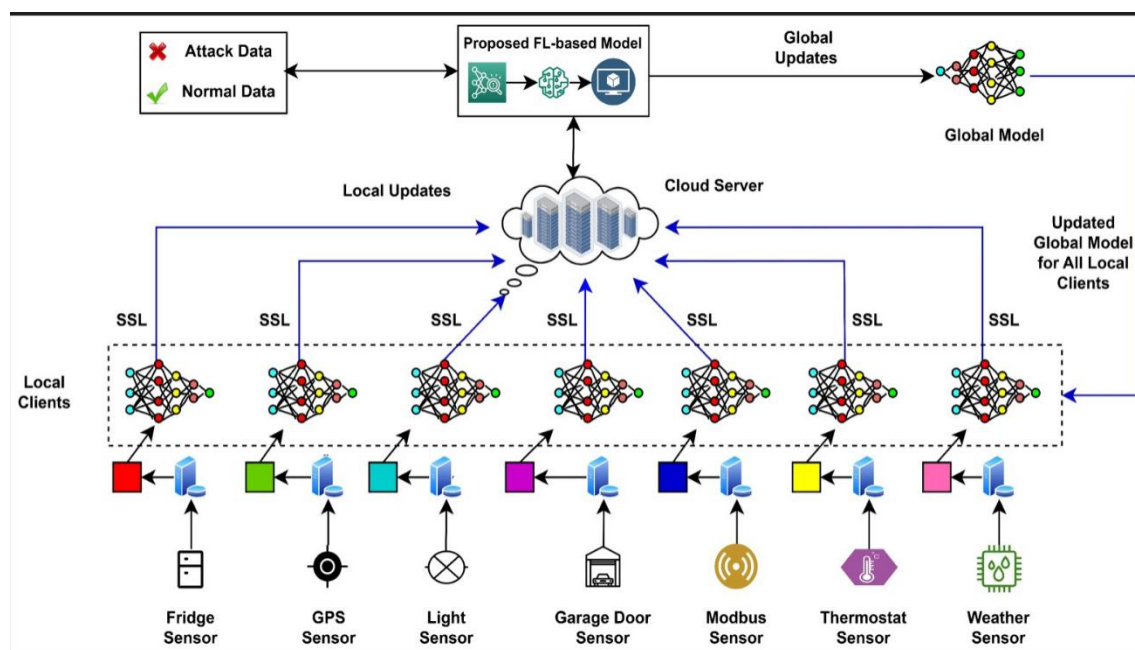 Attack Data
Normal Data
Proposed FL-based Model
Global
Updates
Global Model
Local Updates
Cloud Server
Updated
Global Model
for All Local
Clients
SSL
SSL
SSL
SSL
SSL
SSL
SSL
Local
Clients
°C
Fridge
Sensor
GPS
Sensor
Light
Sensor
Garage Door
Sensor
Modbus
Sensor
Thermostat
Sensor
Weather
Sensor